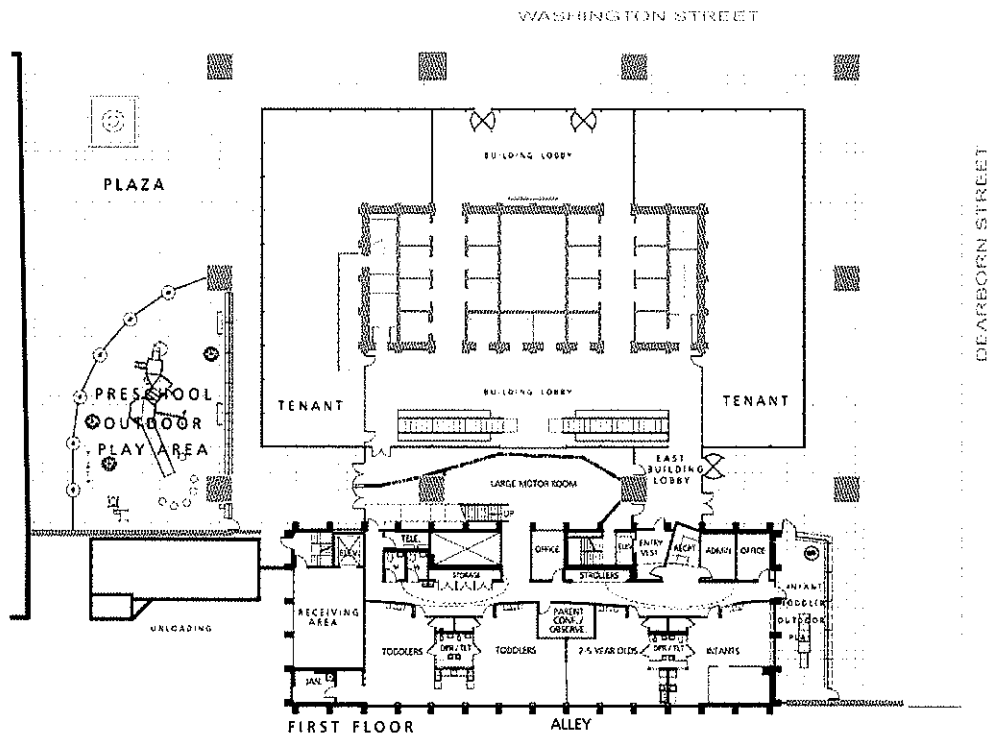 WASHINGTON STREET
DEARBORN STREET
BUILDING LOBBY
PLAZA
PRESCHOOL
OUTDOOR
PLAY AREA
TENANT
BUILDING LOBBY
TENANT
EAST
BUILDING
LOBBY
LARGE MOTOR ROOM
UP
ELEV.
TELE.
OFFICE
ELEV.
ENTRY
VEST.
RECPT
ADMIN
OFFICE
STORAGE
STROLLERS
UNLOADING
RECEIVING
AREA
PARENT
CONF./
OBSERVE.
INFANT
TODDLER
OUTDOOR
PLAY
TODDLERS
DPR / TLT
TODDLERS
2-5 YEAR OLDS
DPR / TLT
INFANTS
JAN.
FIRST FLOOR
ALLEY